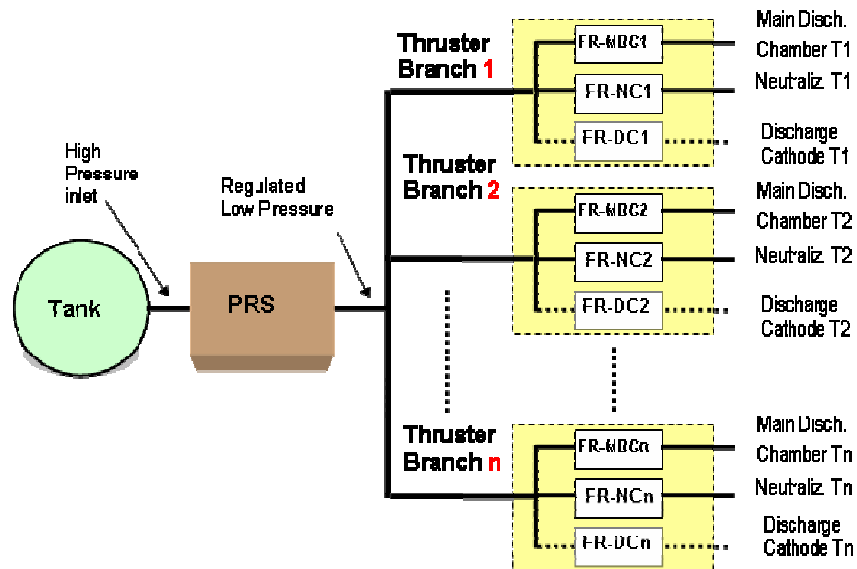 High
Pressure
inlet
Tank
PRS
Regulated
Low Pressure
Thruster
Branch 1
FR-MDC1
FR-NC1
FR-DC1
Main Disch.
Chamber T1
Neutraliz. T1
Discharge
Cathode T1
Thruster
Branch 2
FR-MDC2
FR-NC2
FR-DC2
Main Disch.
Chamber T2
Neutraliz. T2
Discharge
Cathode T2
Thruster
Branch n
FR-MDCn
FR-NCn
FR-DCn
Main Disch.
Chamber Tn
Neutraliz. Tn
Discharge
Cathode Tn